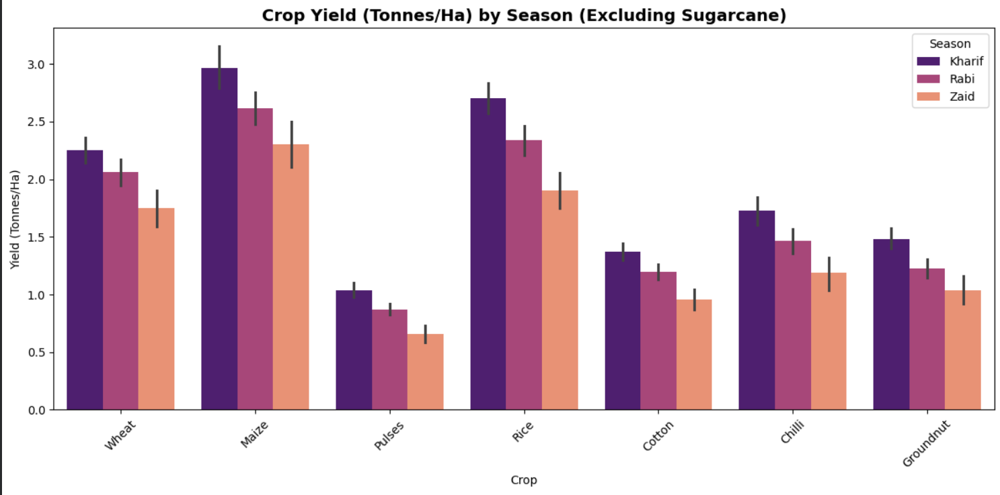 Crop Yield (Tonnes/Ha) by Season (Excluding Sugarcane)
Season
Kharif
Rabi
Zaid
Yield (Tonnes/Ha)
3.0
2.5
2.0
1.5
1.0
0.5
0.0
Wheat
Maize
Pulses
Rice
Cotton
Chilli
Groundnut
Crop